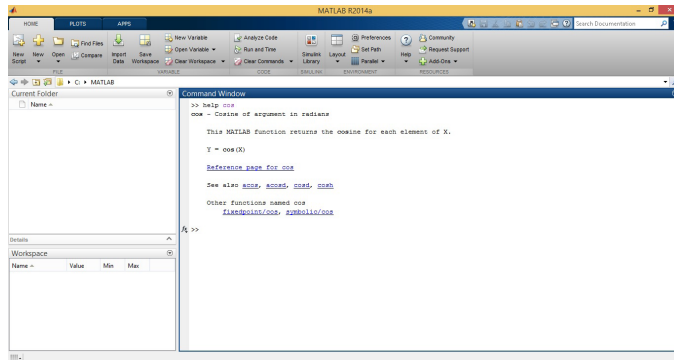 MATLAB R2014a
HOME PLOTS APPS
Search Documentation
New Script
New
Open
Find Files
Compare
Import Data
Save Workspace
New Variable
Open Variable
Clear Workspace
Analyze Code
Run and Time
Clear Commands
Simulink Library
Layout
Preferences
Set Path
Parallel
Help
Community
Request Support
Add-Ons
FILE VARIABLE CODE SIMULINK ENVIRONMENT RESOURCES
C: MATLAB
Current Folder
Name
Details
Workspace
Name Value Min Max
Command Window
>> help cos
cos - Cosine of argument in radians
This MATLAB function returns the cosine for each element of X.
Y = cos(X)
Reference page for cos
See also acos, acosd, cosd, cosh
Other functions named cos
fixedpoint/cos, symbolic/cos
fx >>